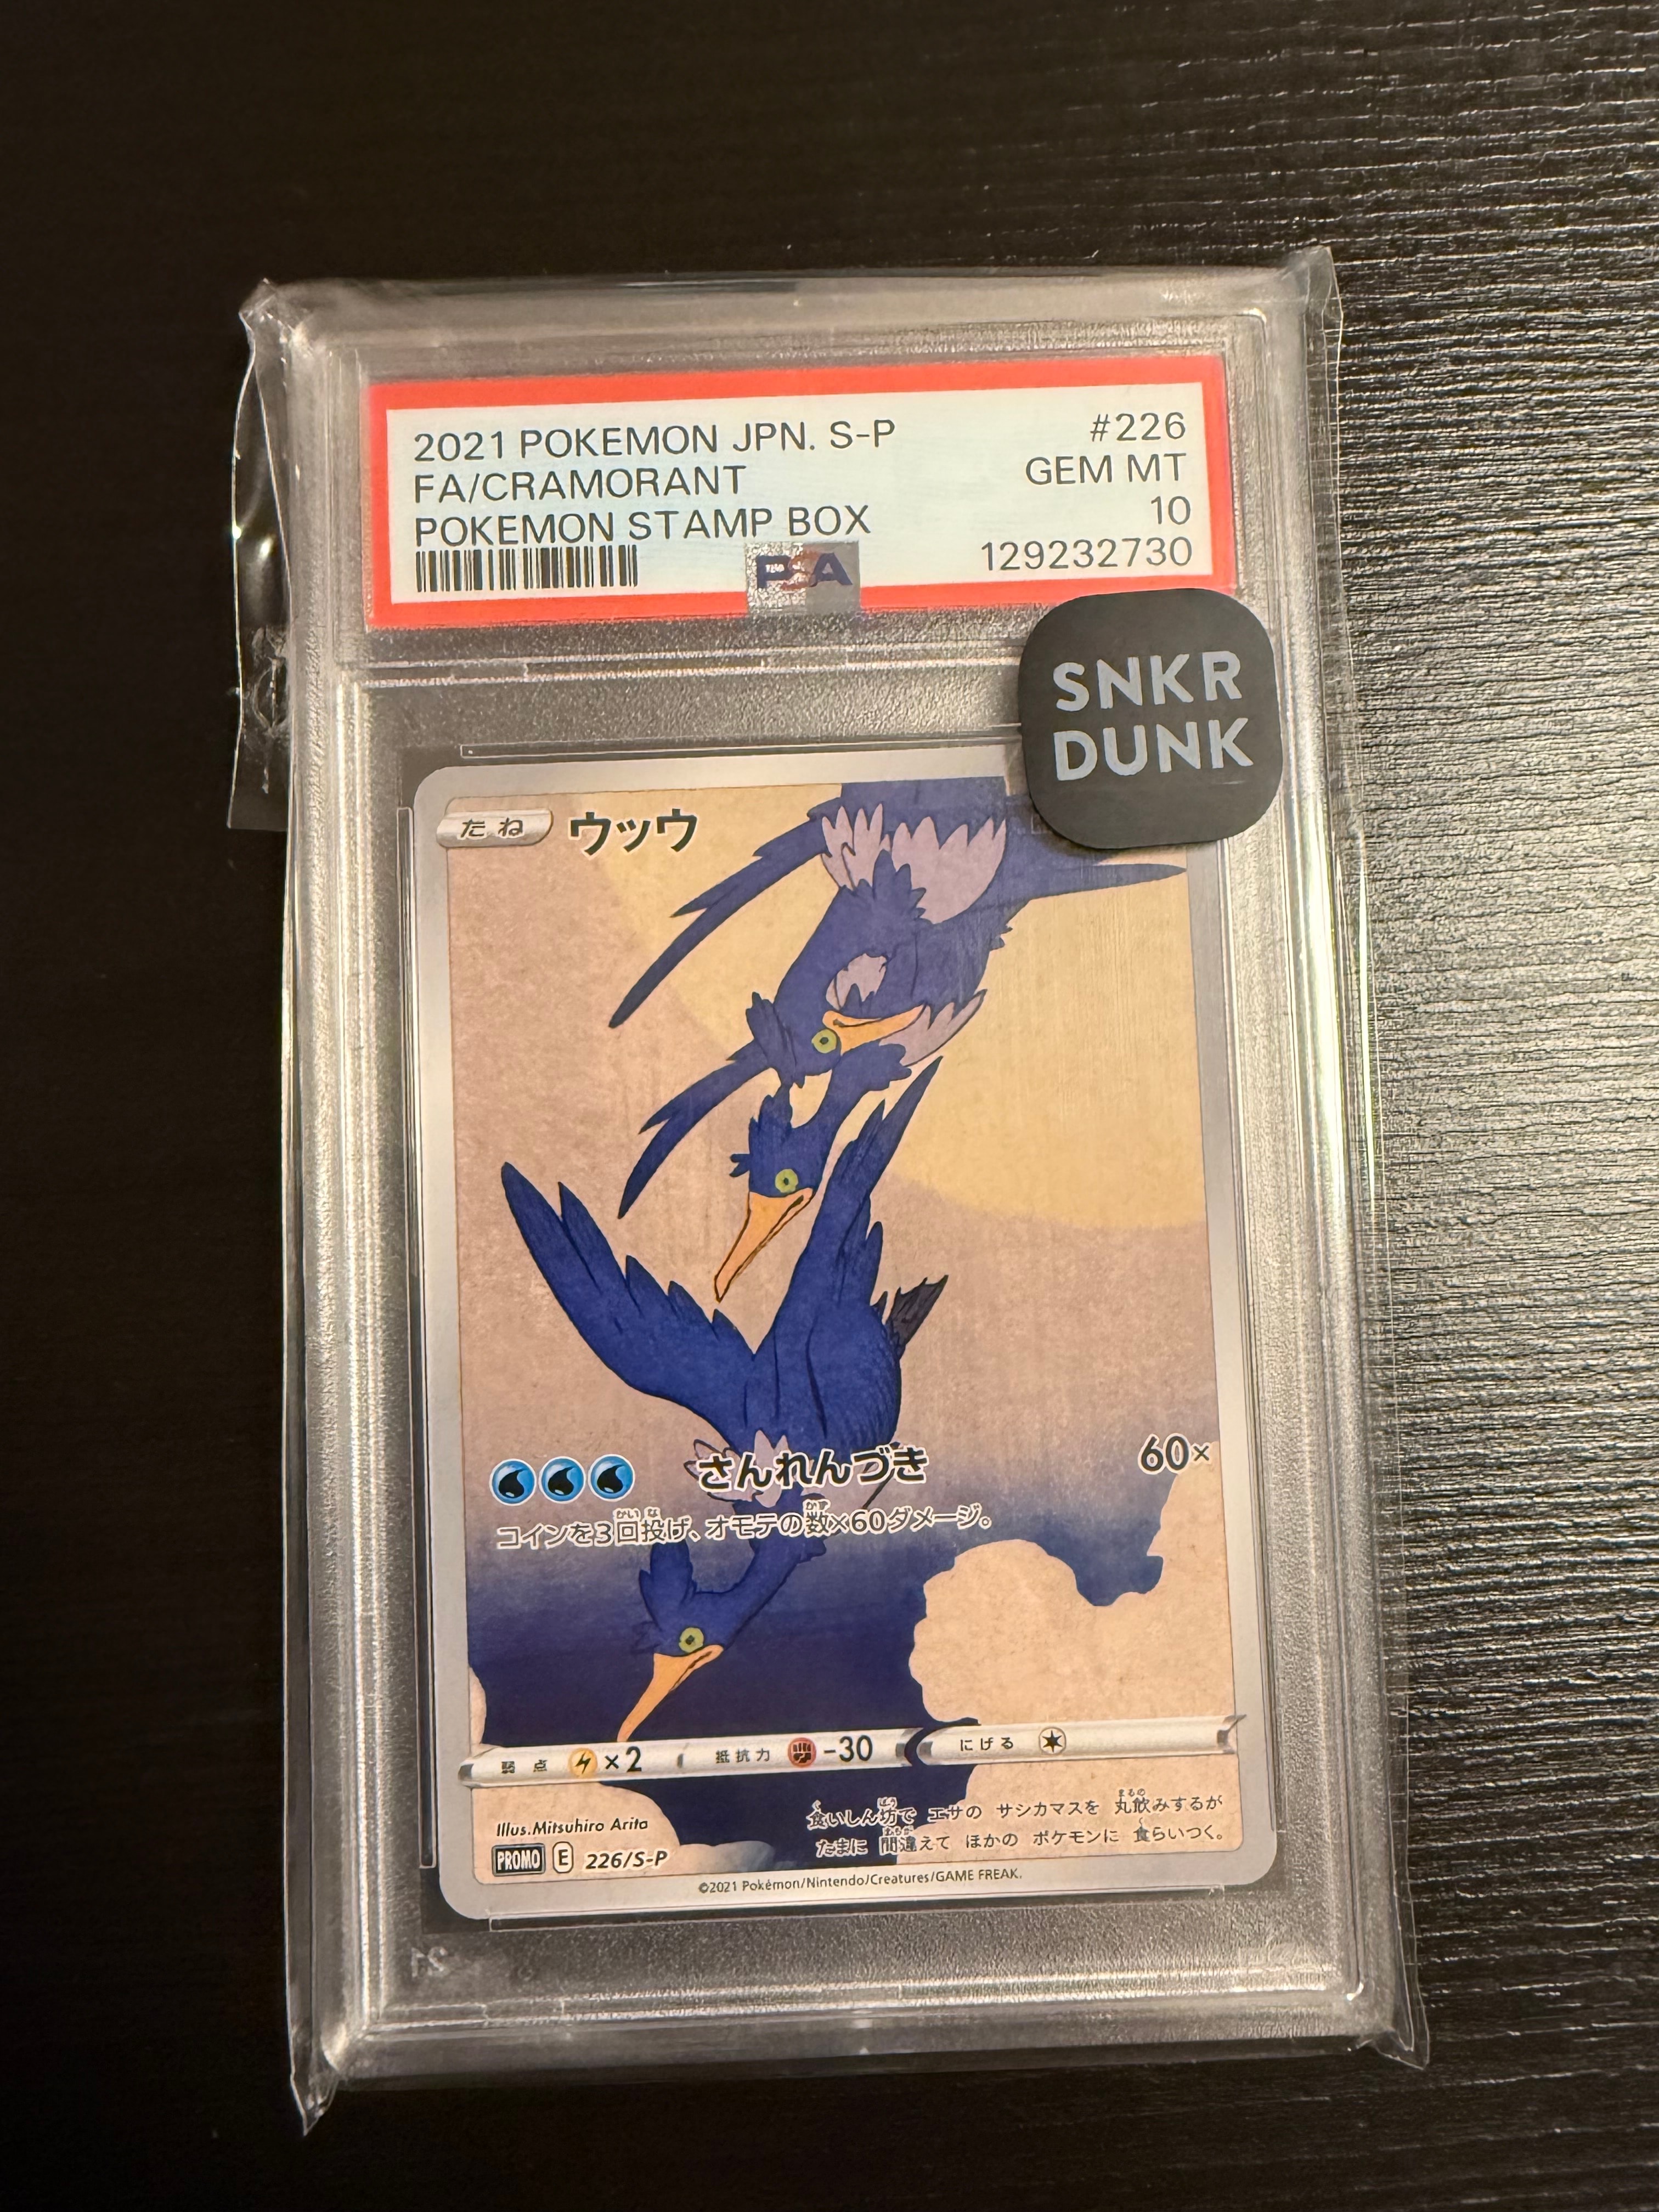 2021 POKEMON JPN. S-P #226
FA/CRAMORANT GEM MT
POKEMON STAMP BOX 10
129232730
PSA
SNKR
DUNK
たね ウッウ
さんれんづき 60×
コインを3回投げ、オモテの数×60ダメージ。
弱点 ×2 抵抗力 -30 にげる
食いしん坊で エサの サシカマスを 丸飲みするが
たまに 間違えて ほかの ポケモンに 食らいつく。
Illus.Mitsuhiro Arita
PROMO E 226/S-P
©2021 Pokémon/Nintendo/Creatures/GAME FREAK.